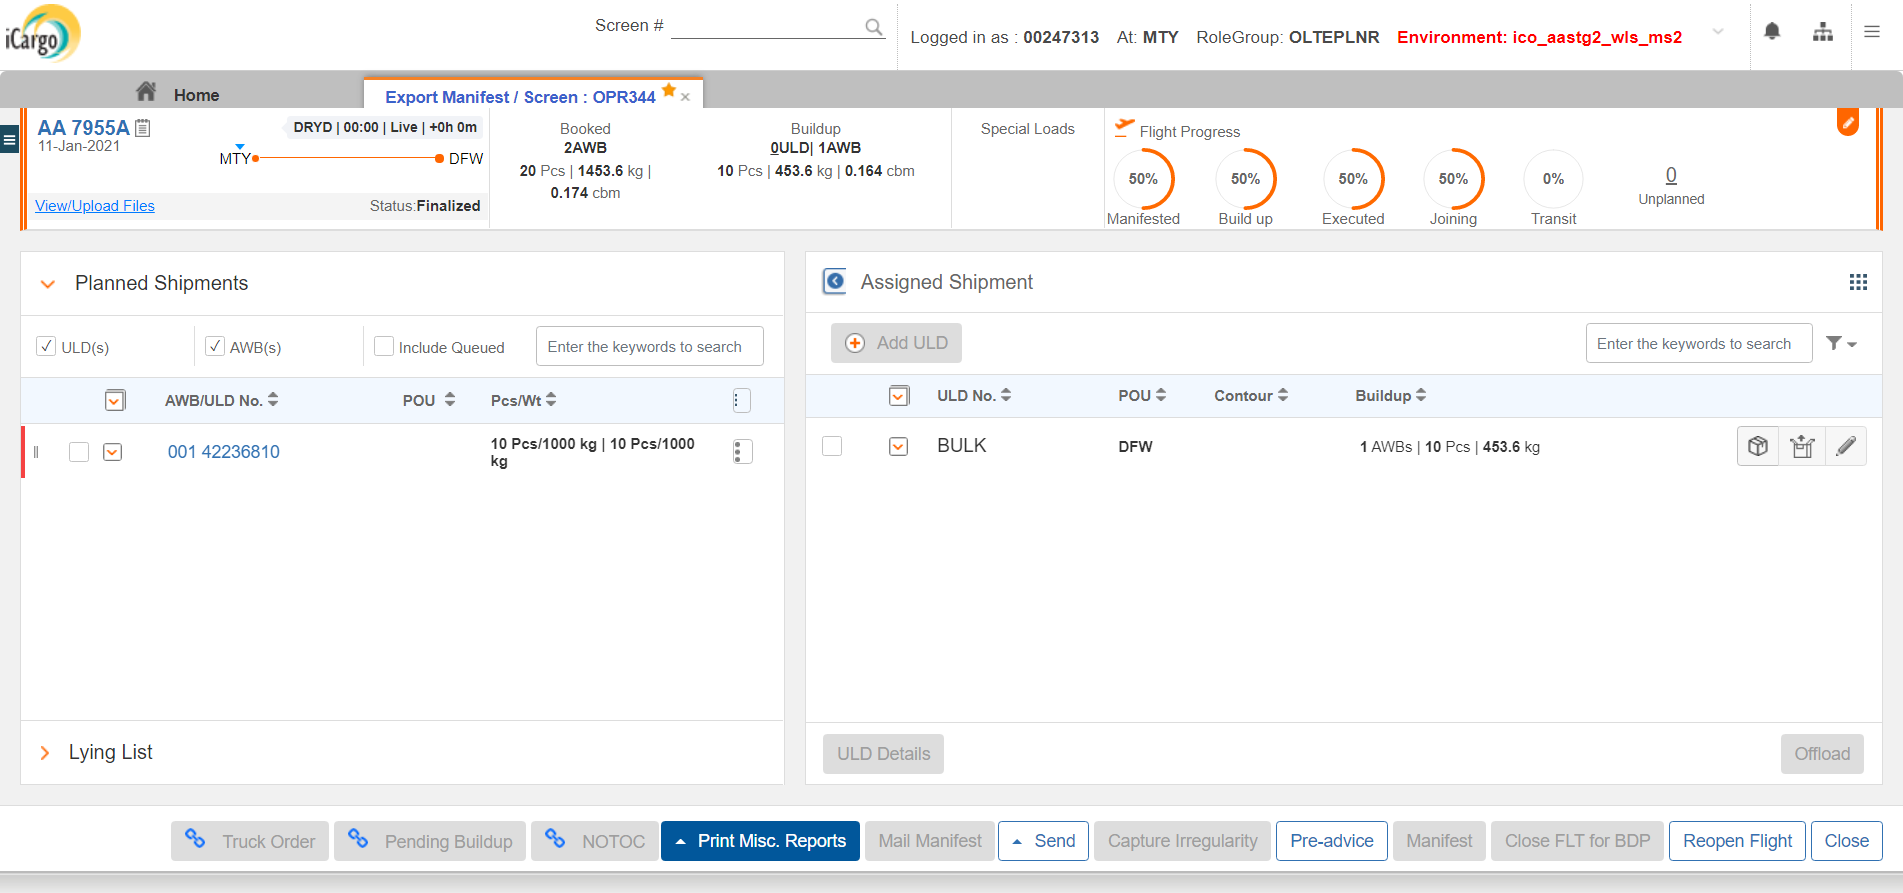 iCargo
Screen #
Logged in as : 00247313 At: MTY RoleGroup: OLTEPLNR Environment: ico_aastg2_wls_ms2
Home
Export Manifest / Screen : OPR344 ×
AA 7955A
11-Jan-2021
DRYD | 00:00 | Live | +0h 0m
MTY DFW
View/Upload Files
Status:Finalized
Booked
2AWB
20 Pcs | 1453.6 kg |
0.174 cbm
Buildup
0ULD| 1AWB
10 Pcs | 453.6 kg | 0.164 cbm
Special Loads
Flight Progress
50% 50% 50% 50% 0% 0
Manifested Build up Executed Joining Transit Unplanned
Planned Shipments
ULD(s) AWB(s) Include Queued Enter the keywords to search
AWB/ULD No. POU Pcs/Wt
001 42236810
10 Pcs/1000 kg | 10 Pcs/1000
kg
Lying List
Assigned Shipment
Add ULD
Enter the keywords to search
ULD No. POU Contour Buildup
BULK DFW 1 AWBs | 10 Pcs | 453.6 kg
ULD Details Offload
Truck Order Pending Buildup NOTOC Print Misc. Reports Mail Manifest Send Capture Irregularity Pre-advice Manifest Close FLT for BDP Reopen Flight Close